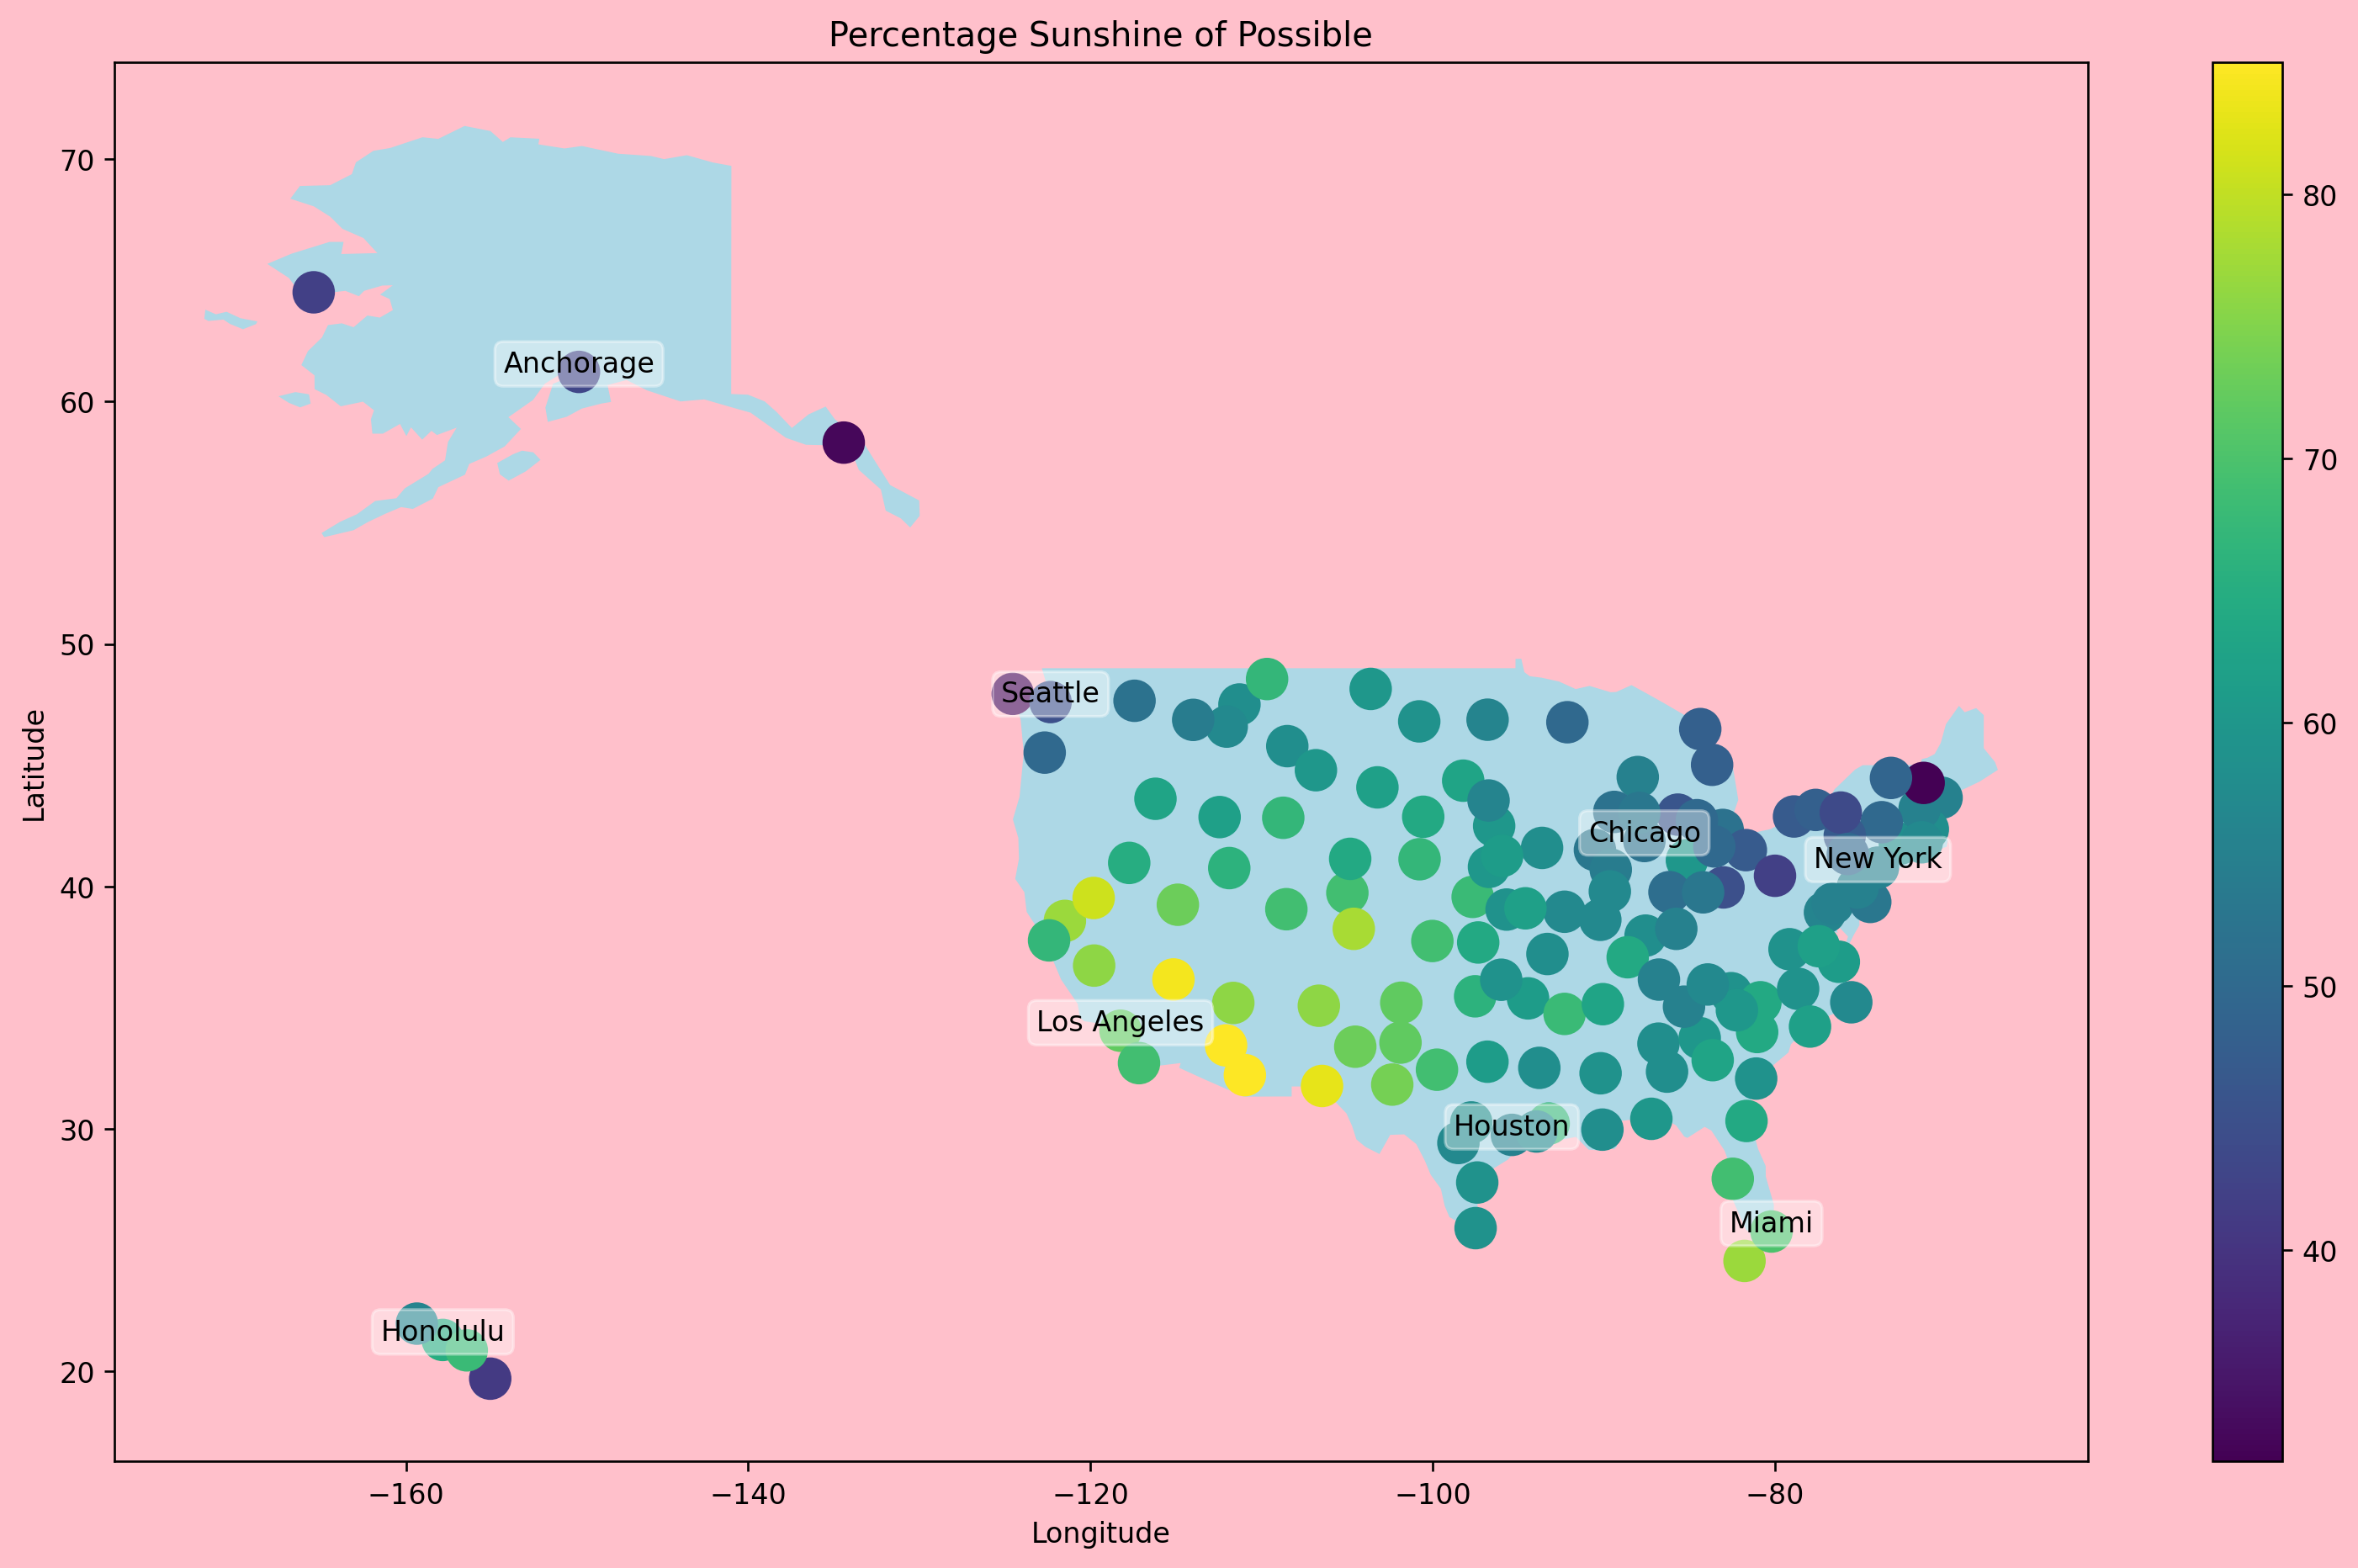 Percentage Sunshine of Possible
70
60
50
40
30
20
Latitude
Anchorage
Seattle
Chicago
New York
Los Angeles
Houston
Miami
Honolulu
−160
−140
−120
−100
−80
Longitude
80
70
60
50
40